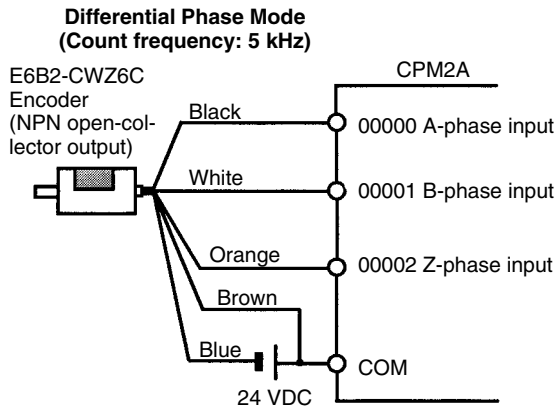 Differential Phase Mode
(Count frequency: 5 kHz)
E6B2-CWZ6C
Encoder
(NPN open-col-
lector output)
CPM2A
Black
00000 A-phase input
White
00001 B-phase input
Orange
00002 Z-phase input
Brown
Blue
COM
24 VDC